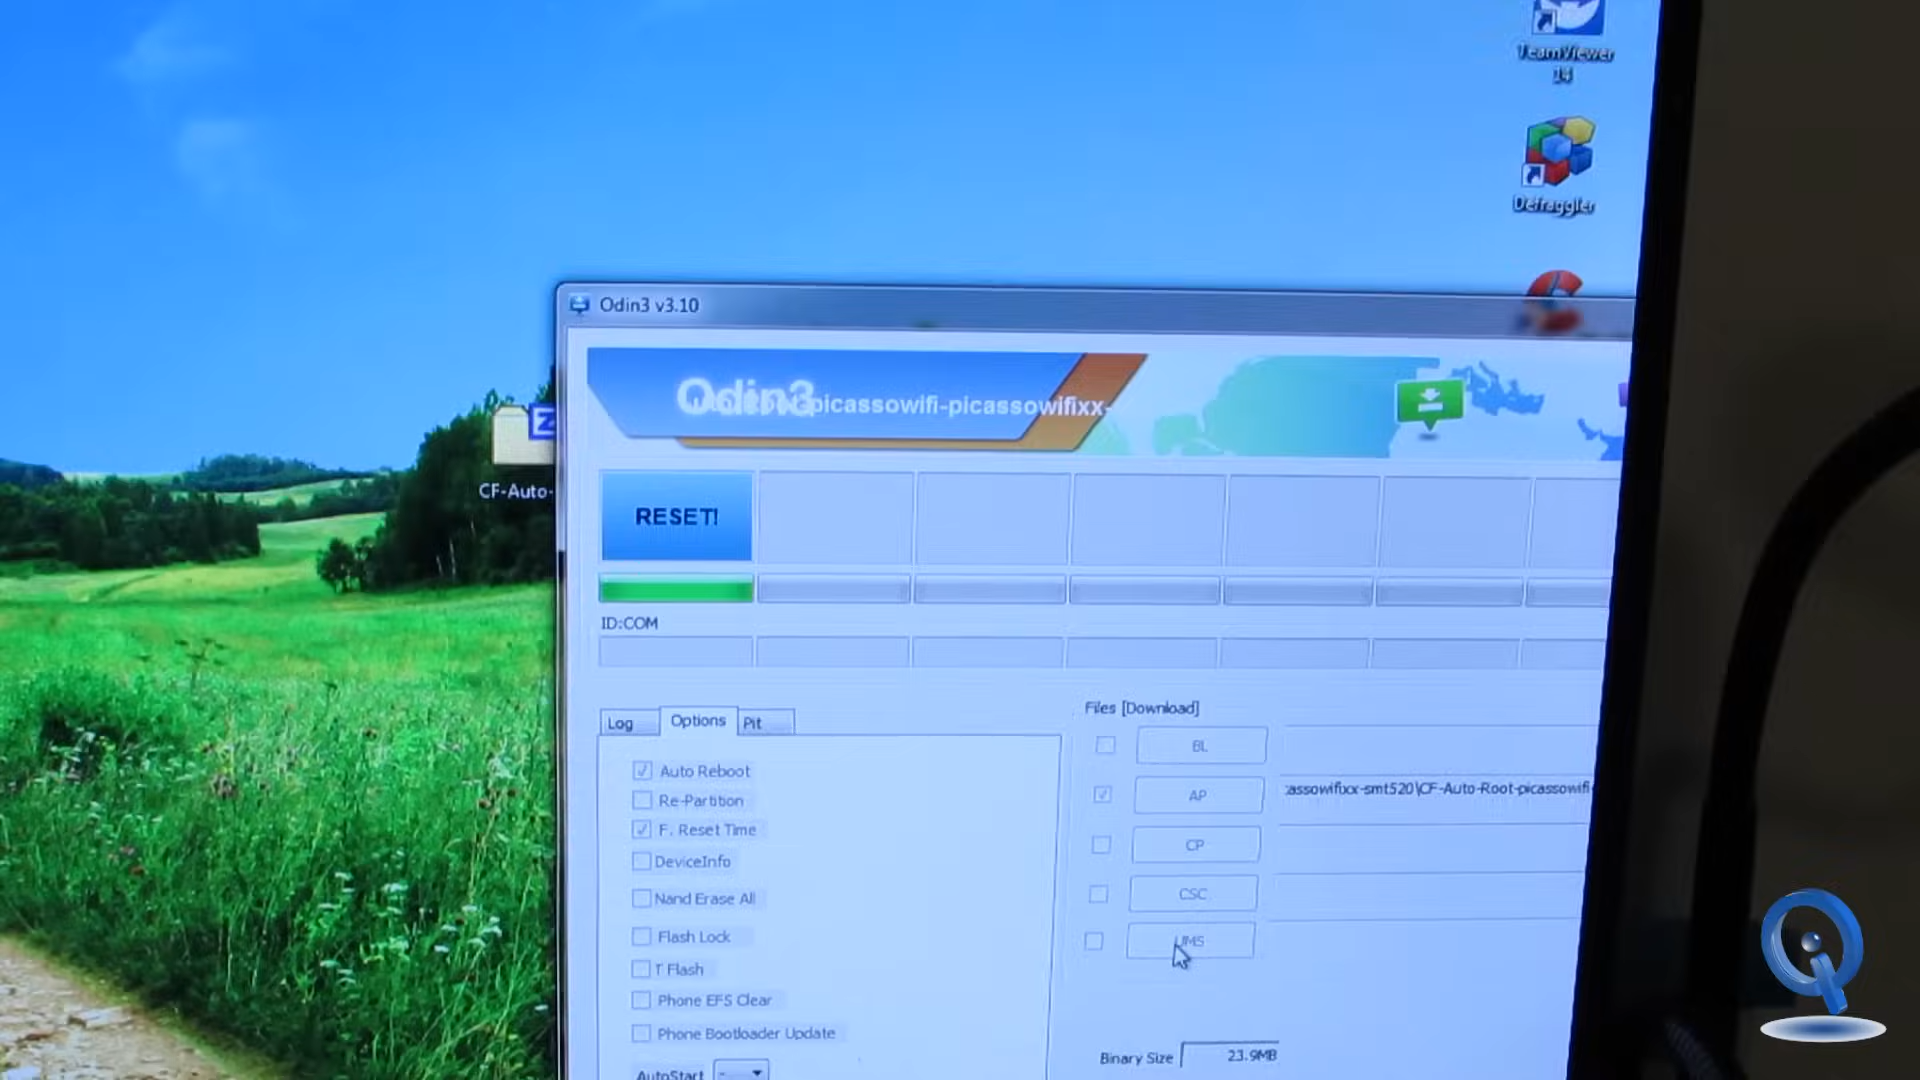 TeamViewer
14
Defraggler
Odin3 v3.10
Odin3
picassowifi-picassowifixx-
CF-Auto-
RESET!
ID:COM
Log
Options
Pit
Files [Download]
Auto Reboot
Re-Partition
F. Reset Time
DeviceInfo
Nand Erase All
Flash Lock
T Flash
Phone EFS Clear
Phone Bootloader Update
AutoStart -
BL
AP
:assowifixx-smt520\CF-Auto-Root-picassowifi-
CP
CSC
UMS
Binary Size 23.9MB